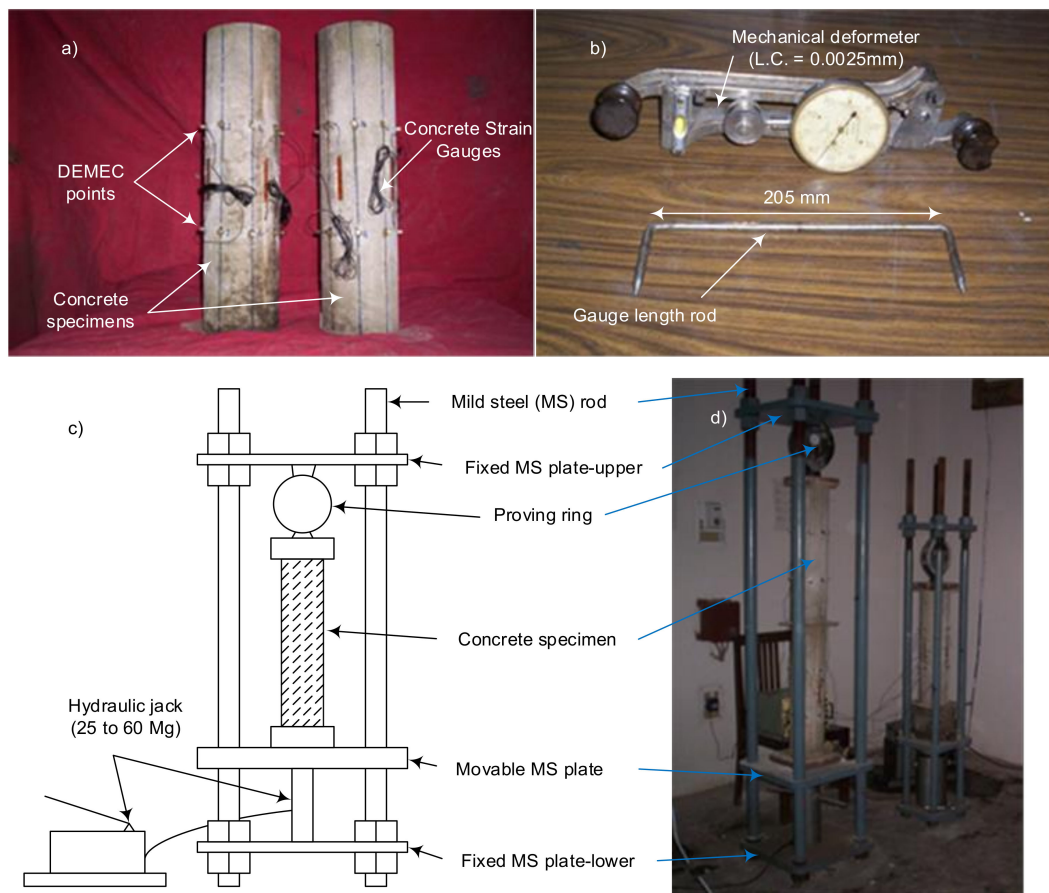 a)
DEMEC
points
Concrete Strain
Gauges
Concrete
specimens
b)
Mechanical deformeter
(L.C. = 0.0025mm)
205 mm
Gauge length rod
c)
Mild steel (MS) rod
Fixed MS plate-upper
Proving ring
Concrete specimen
Hydraulic jack
(25 to 60 Mg)
Movable MS plate
Fixed MS plate-lower
d)